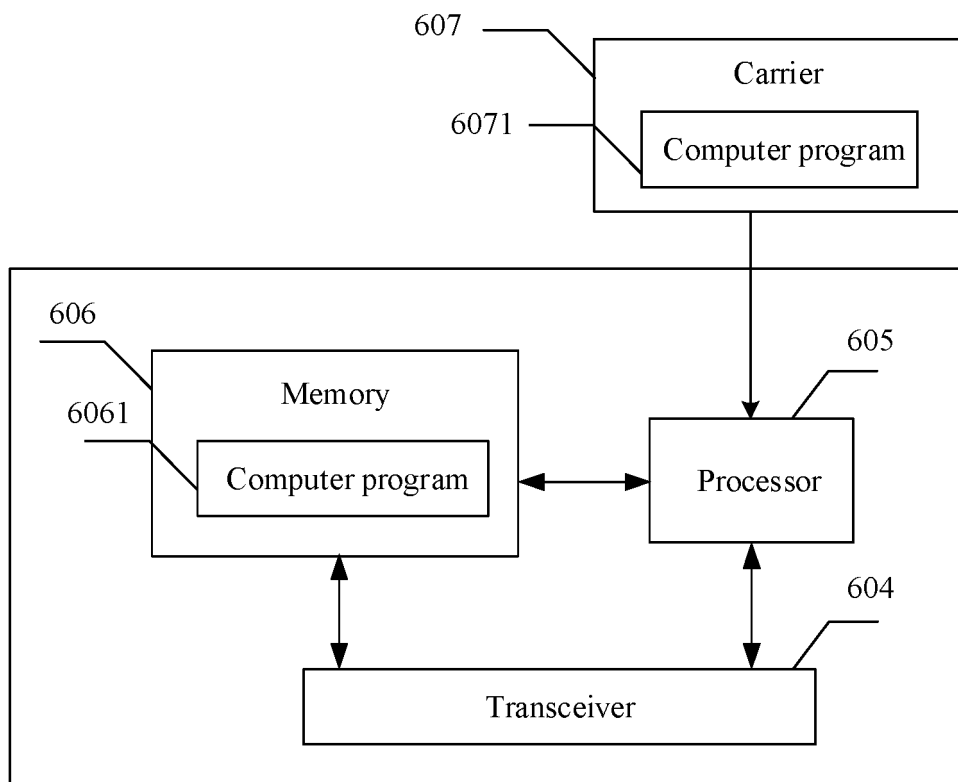 607
Carrier
6071
Computer program
606
605
Memory
6061
Computer program
Processor
604
Transceiver